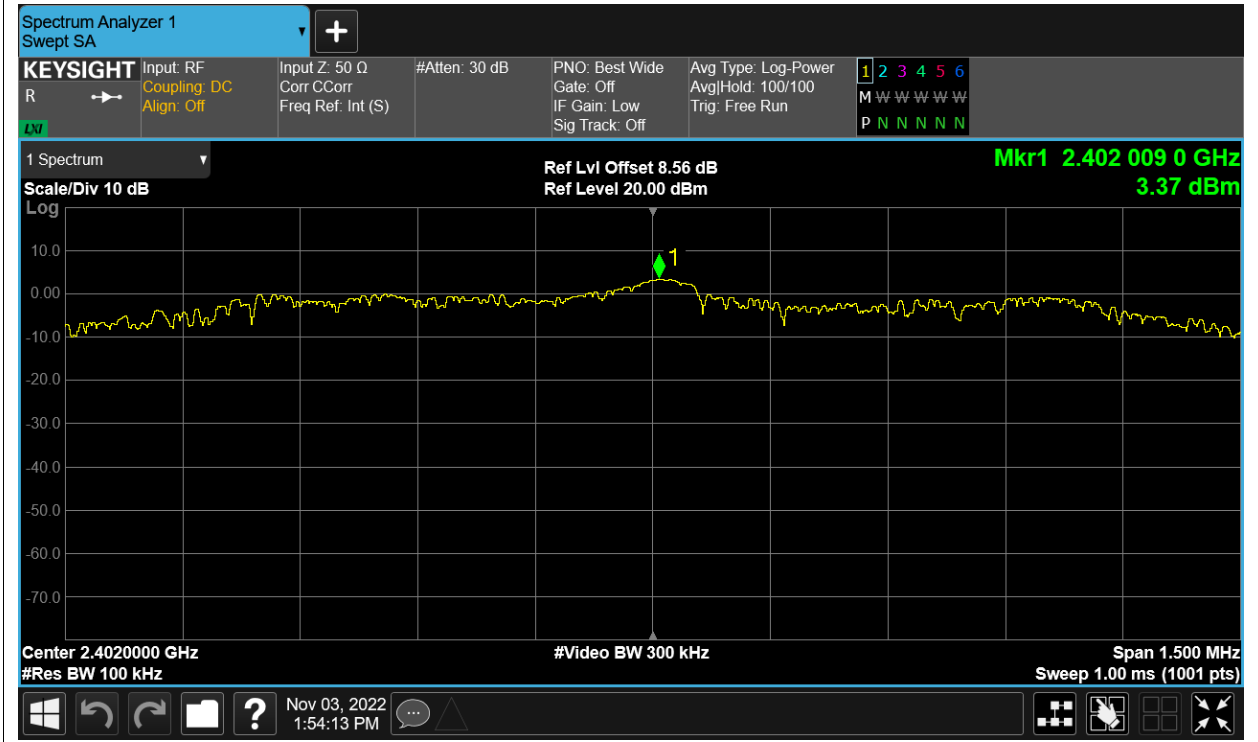 Spectrum Analyzer 1
Swept SA
KEYSIGHT
R
LXI
Input: RF
Coupling: DC
Align: Off
Input Z: 50 Ω
Corr CCorr
Freq Ref: Int (S)
#Atten: 30 dB
PNO: Best Wide
Gate: Off
IF Gain: Low
Sig Track: Off
Avg Type: Log-Power
Avg|Hold: 100/100
Trig: Free Run
1 2 3 4 5 6
M W W W W W
P N N N N N
1 Spectrum
Scale/Div 10 dB
Log
Ref Lvl Offset 8.56 dB
Ref Level 20.00 dBm
Mkr1 2.402 009 0 GHz
3.37 dBm
1
10.0
0.00
-10.0
-20.0
-30.0
-40.0
-50.0
-60.0
-70.0
Center 2.4020000 GHz
#Res BW 100 kHz
#Video BW 300 kHz
Span 1.500 MHz
Sweep 1.00 ms (1001 pts)
?
Nov 03, 2022
1:54:13 PM